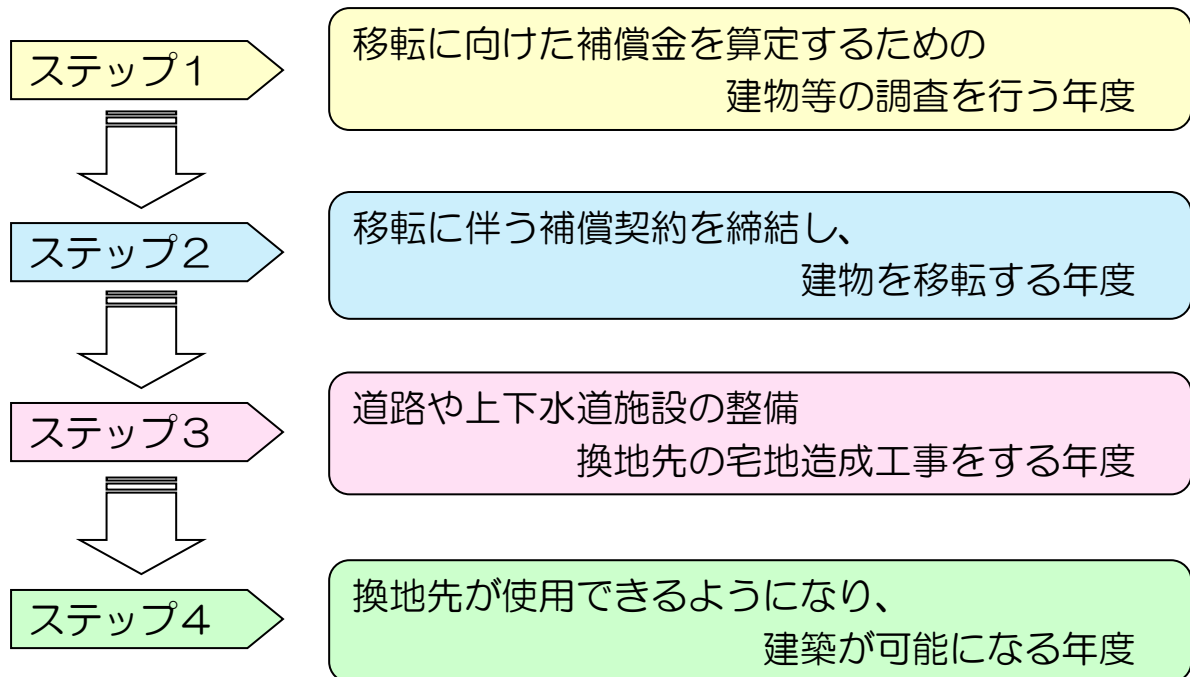 ステップ１
移転に向けた補償金を算定するための
建物等の調査を行う年度
ステップ２
移転に伴う補償契約を締結し、
建物を移転する年度
ステップ３
道路や上下水道施設の整備
換地先の宅地造成工事をする年度
ステップ４
換地先が使用できるようになり、
建築が可能になる年度